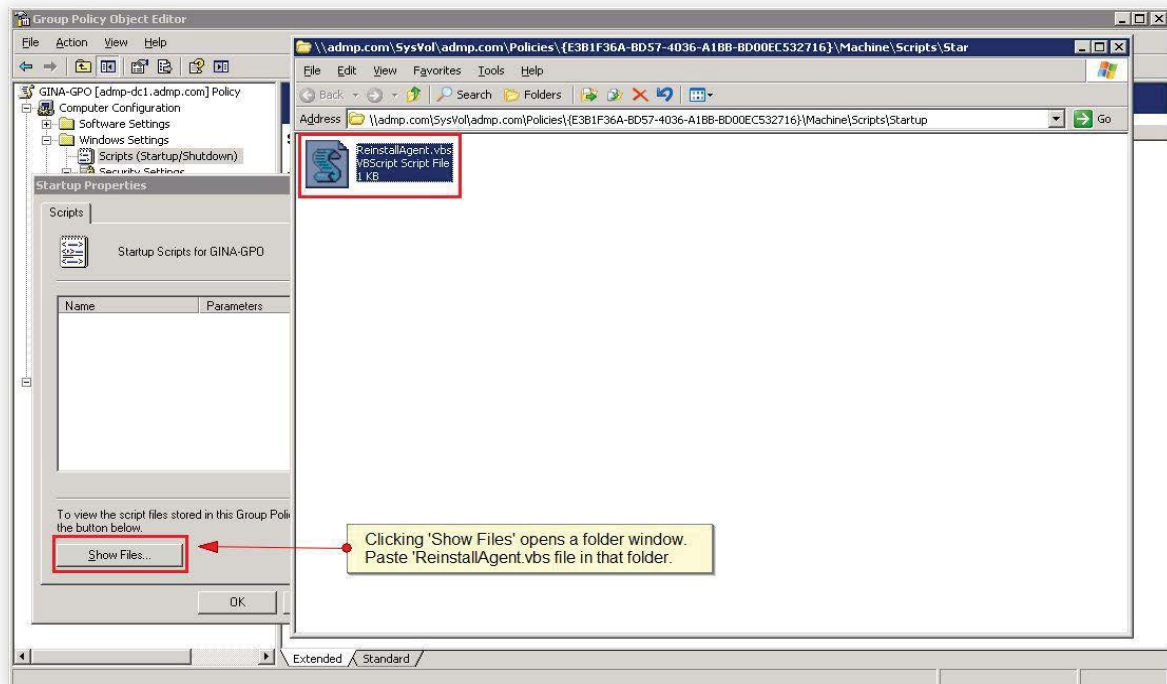 Group Policy Object Editor
File Action View Help
GINA-GPO [admp-dc1.admp.com] Policy
Computer Configuration
Software Settings
Windows Settings
Scripts (Startup/Shutdown)
Security Settings
Startup Properties
Scripts
Startup Scripts for GINA-GPO
Name Parameters
To view the script files stored in this Group Poli
the button below.
Show Files...
OK
\\admp.com\SysVol\admp.com\Policies\{E3B1F36A-BD57-4036-A1BB-BD00EC532716}\Machine\Scripts\Star
File Edit View Favorites Tools Help
Back Search Folders
Address \\admp.com\SysVol\admp.com\Policies\{E3B1F36A-BD57-4036-A1BB-BD00EC532716}\Machine\Scripts\Startup Go
ReinstallAgent.vbs
VBScript Script File
1 KB
Clicking 'Show Files' opens a folder window.
Paste 'ReinstallAgent.vbs file in that folder.
Extended Standard